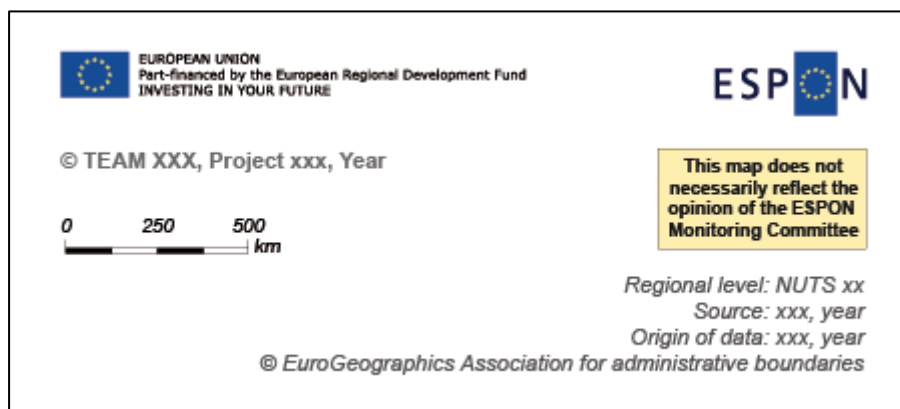 EUROPEAN UNION
Part-financed by the European Regional Development Fund
INVESTING IN YOUR FUTURE
ESPON
© TEAM XXX, Project xxx, Year
This map does not
necessarily reflect the
opinion of the ESPON
Monitoring Committee
0 250 500
km
Regional level: NUTS xx
Source: xxx, year
Origin of data: xxx, year
© EuroGeographics Association for administrative boundaries